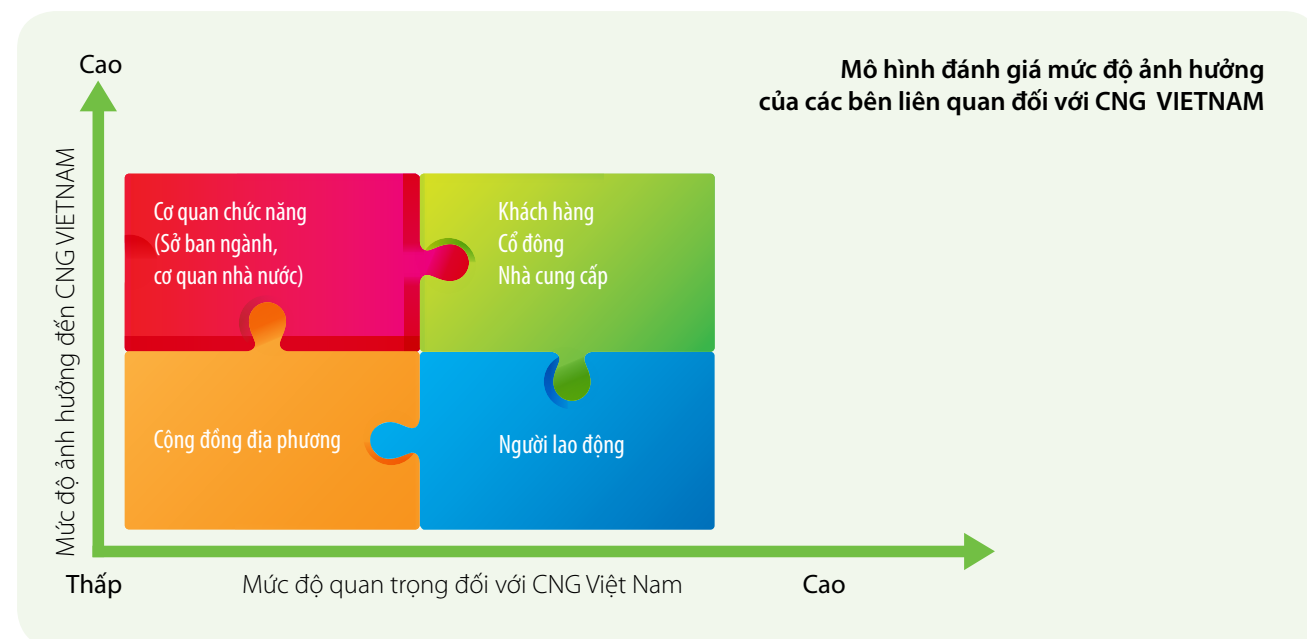 Mô hình đánh giá mức độ ảnh hưởng
của các bên liên quan đối với CNG VIETNAM
Cao
Mức độ ảnh hưởng đến CNG VIETNAM
Cơ quan chức năng
(Sở ban ngành,
cơ quan nhà nước)
Khách hàng
Cổ đông
Nhà cung cấp
Cộng đồng địa phương
Người lao động
Thấp
Mức độ quan trọng đối với CNG Việt Nam
Cao